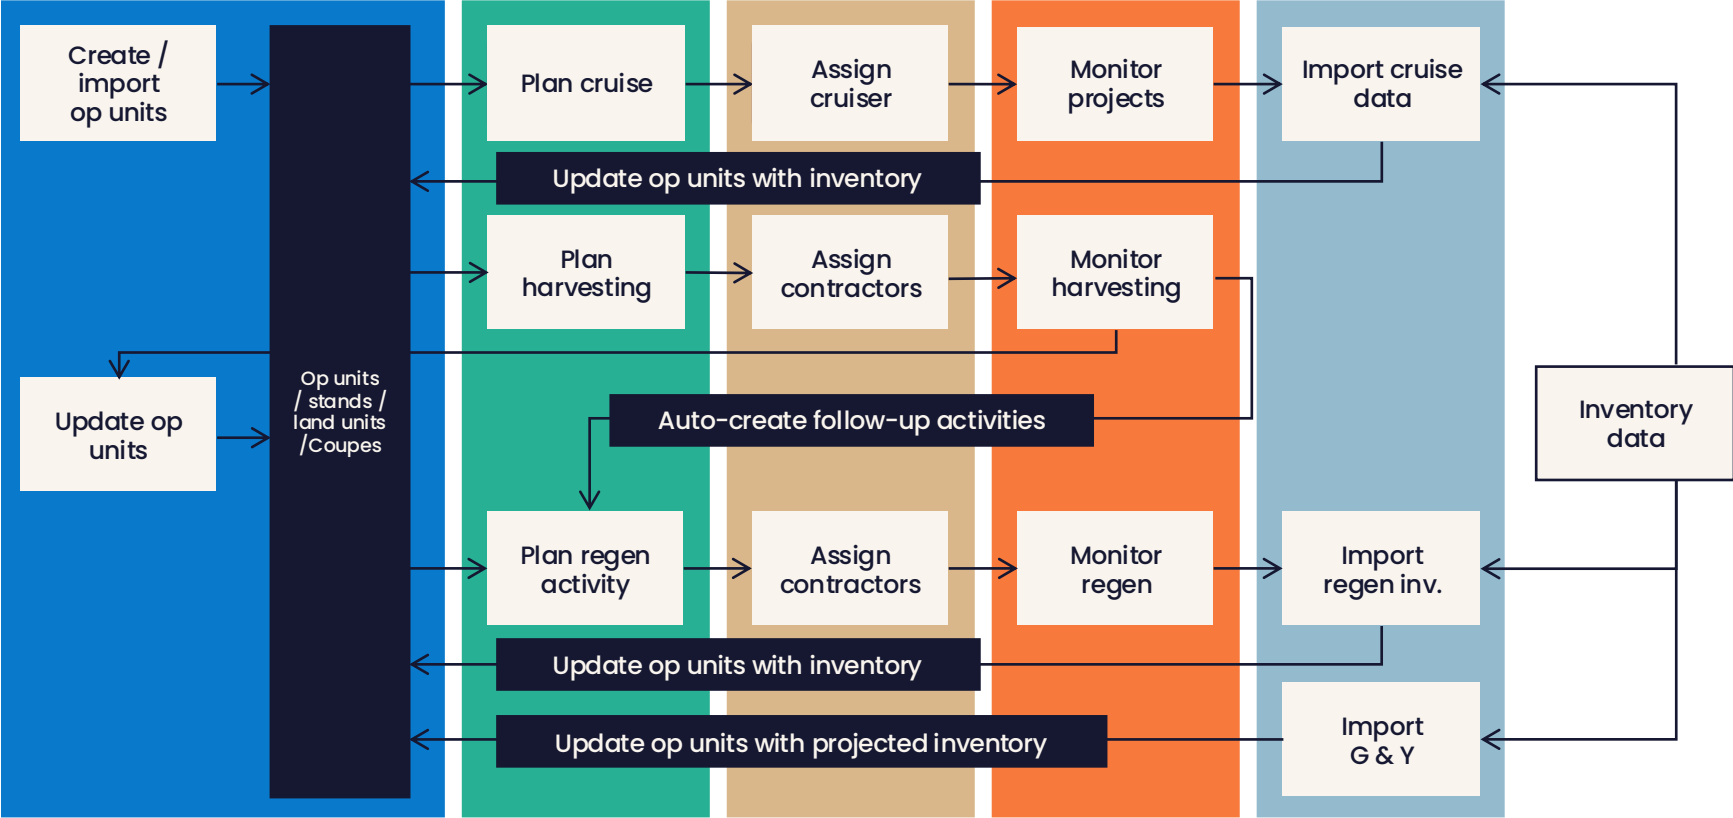 Create /
import
op units
Plan cruise
Assign
cruiser
Monitor
projects
Import cruise
data
Update op units with inventory
Plan
harvesting
Assign
contractors
Monitor
harvesting
Op units
/ stands /
land units
/Coupes
Update op
units
Auto-create follow-up activities
Inventory
data
Plan regen
activity
Assign
contractors
Monitor
regen
Import
regen inv.
Update op units with inventory
Update op units with projected inventory
Import
G & Y